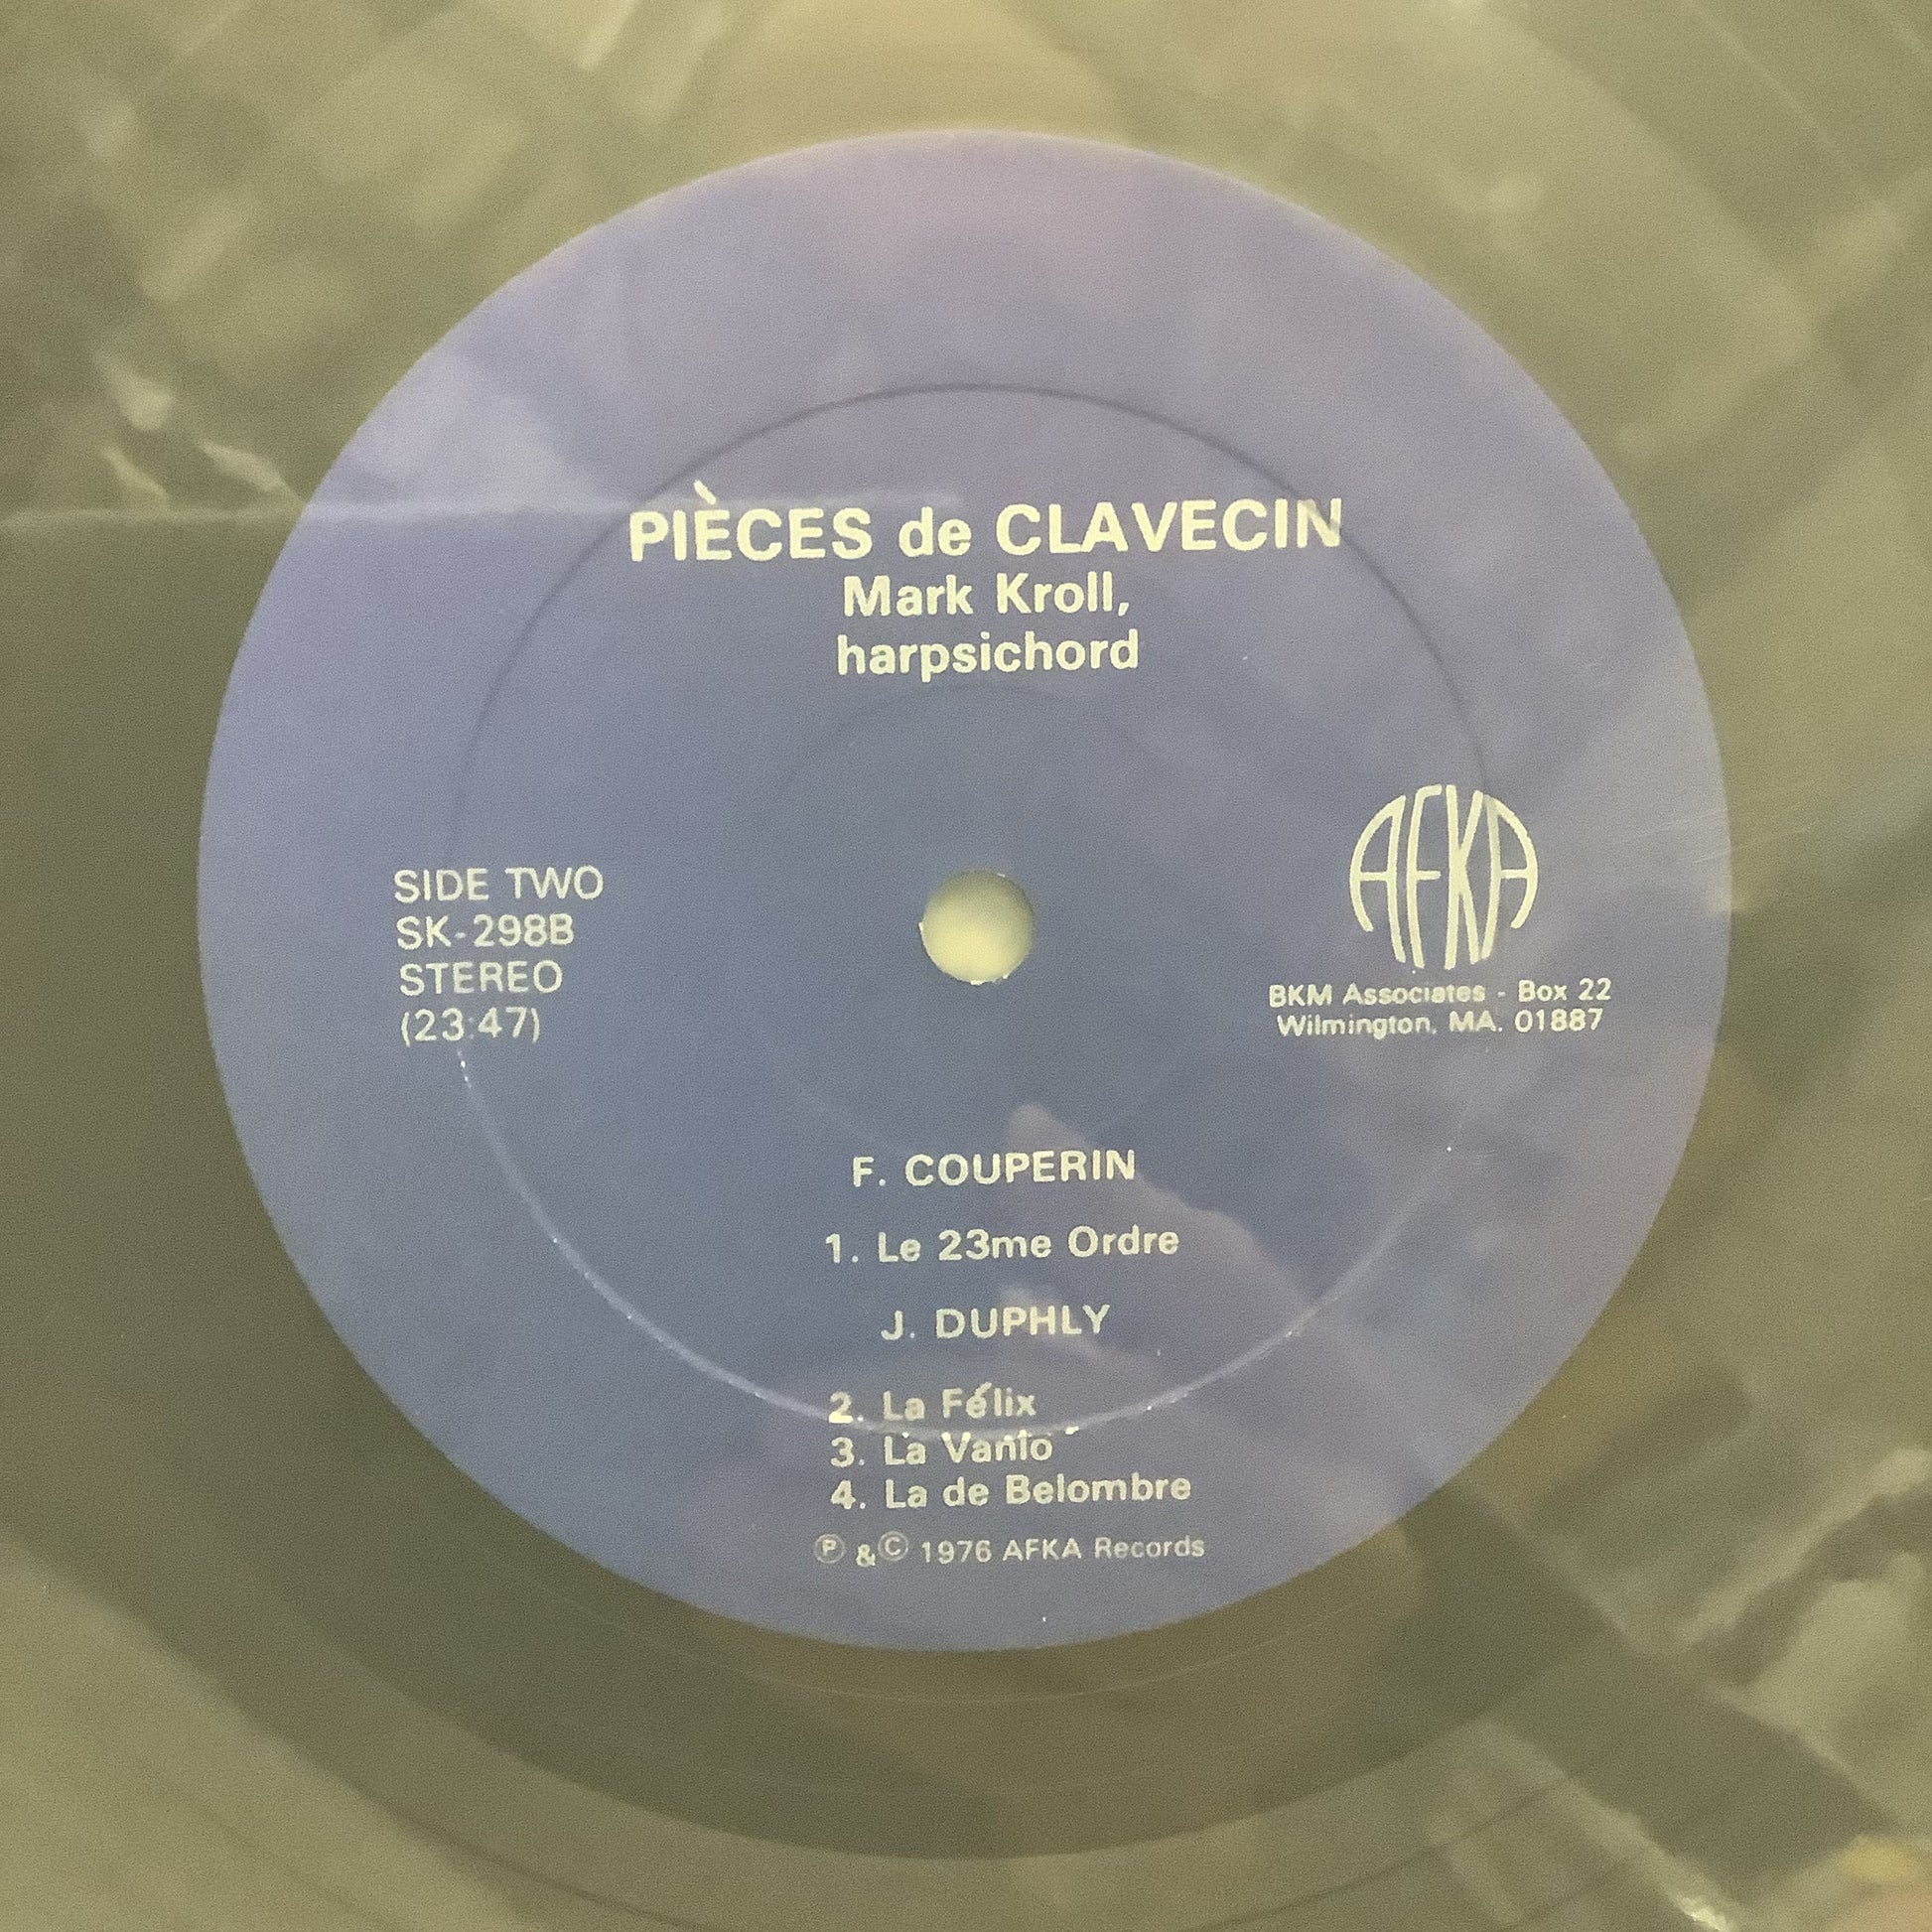 PIÈCES de CLAVECIN
Mark Kroll,
harpsichord
SIDE TWO
SK-298B
STEREO
(23:47)
AFKA
BKM Associates - Box 22
Wilmington, MA. 01887
F. COUPERIN
1. Le 23me Ordre
J. DUPHLY
2. La Félix
3. La Vanlo
4. La de Belombre
℗ & © 1976 AFKA Records